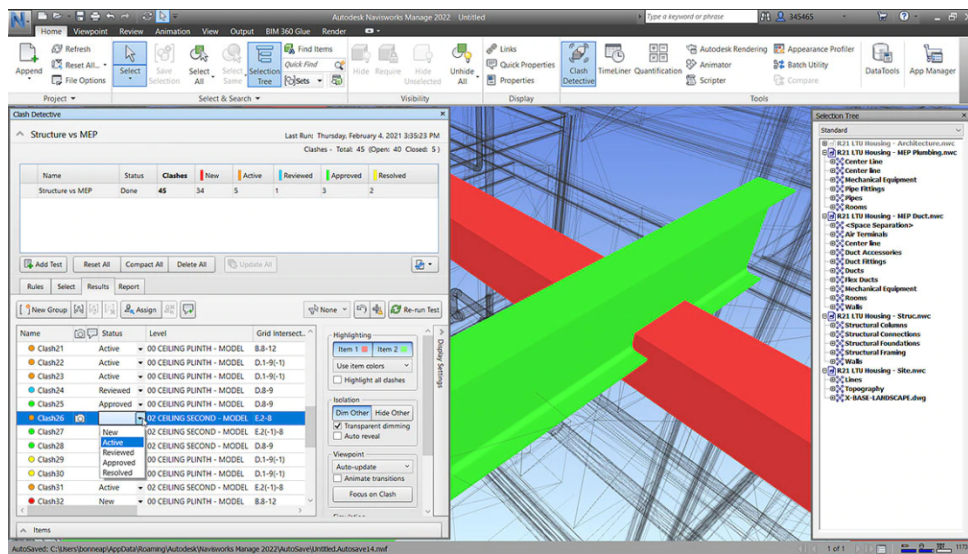 Autodesk Navisworks Manage 2022 Untitled
Type a keyword or phrase
345465
Home Viewpoint Review Animation View Output BIM 360 Glue Render
Append
Refresh
Reset All...
File Options
Select
Save Selection
Select All
Select Same
Selection Tree
Find Items
Quick Find
Sets
Hide
Require
Hide Unselected
Unhide All
Links
Quick Properties
Properties
Clash Detective
TimeLiner
Quantification
Autodesk Rendering
Animator
Scripter
Appearance Profiler
Batch Utility
Compare
DataTools
App Manager
Project
Select & Search
Visibility
Display
Tools
Clash Detective
Structure vs MEP
Last Run: Thursday, February 4, 2021 3:35:23 PM
Clashes - Total: 45 (Open: 40 Closed: 5)
Name Status Clashes New Active Reviewed Approved Resolved
Structure vs MEP Done 45 34 5 1 3 2
Add Test Reset All Compact All Delete All Update All
Rules Select Results Report
New Group Assign None Re-run Test
Name Status Level Grid Intersect...
Clash21 Active 00 CEILING PLINTH - MODEL B.8-12
Clash22 Active 00 CEILING PLINTH - MODEL D.1-9(-1)
Clash23 Active 00 CEILING PLINTH - MODEL D.1-9(-1)
Clash24 Reviewed 00 CEILING PLINTH - MODEL D.8-9
Clash25 Approved 00 CEILING PLINTH - MODEL D.8-9
Clash26 02 CEILING SECOND - MODEL E.2-8
Clash27 02 CEILING SECOND - MODEL E.2(-1)-8
Clash28 02 CEILING SECOND - MODEL D.8-9
Clash29 00 CEILING PLINTH - MODEL D.1-9(-1)
Clash30 00 CEILING PLINTH - MODEL D.1-9(-1)
Clash31 Active 02 CEILING SECOND - MODEL E.2(-1)-8
Clash32 New 00 CEILING PLINTH - MODEL B.8-12
New
Active
Reviewed
Approved
Resolved
Highlighting
Item 1 Item 2
Use item colors
Highlight all clashes
Isolation
Dim Other Hide Other
Transparent dimming
Auto reveal
Viewpoint
Auto-update
Animate transitions
Focus on Clash
Display Settings
Items
Selection Tree
Standard
R21 LTU Housing - Architecture.nwc
R21 LTU Housing - MEP Plumbing.nwc
Center Line
Center line
Mechanical Equipment
Pipe Fittings
Pipes
Rooms
R21 LTU Housing - MEP Duct.nwc
<Space Separation>
Air Terminals
Center line
Duct Accessories
Duct Fittings
Ducts
Flex Ducts
Mechanical Equipment
Rooms
Walls
R21 LTU Housing - Struc.nwc
Structural Columns
Structural Connections
Structural Foundations
Structural Framing
Walls
R21 LTU Housing - Site.nwc
Lines
Topography
X-BASE-LANDSCAPE.dwg
AutoSaved: C:\Users\bonneap\AppData\Roaming\Autodesk\Navisworks Manage 2022\AutoSave\Untitled.Autosave14.nwf
1 of 1